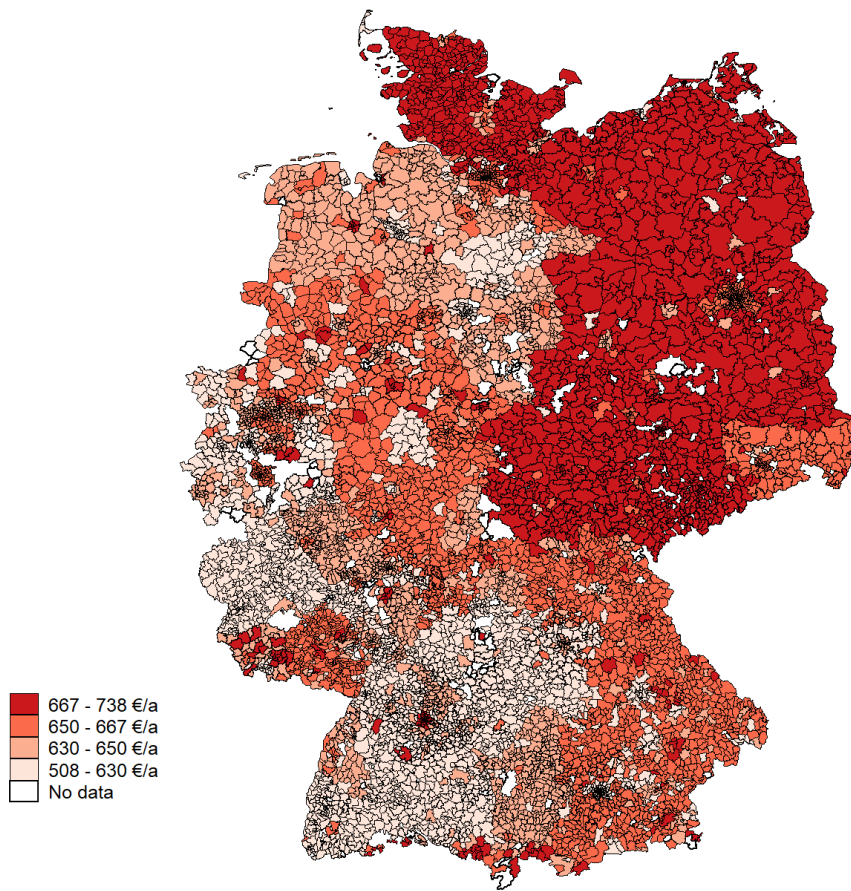 667 - 738 €/a
650 - 667 €/a
630 - 650 €/a
508 - 630 €/a
No data